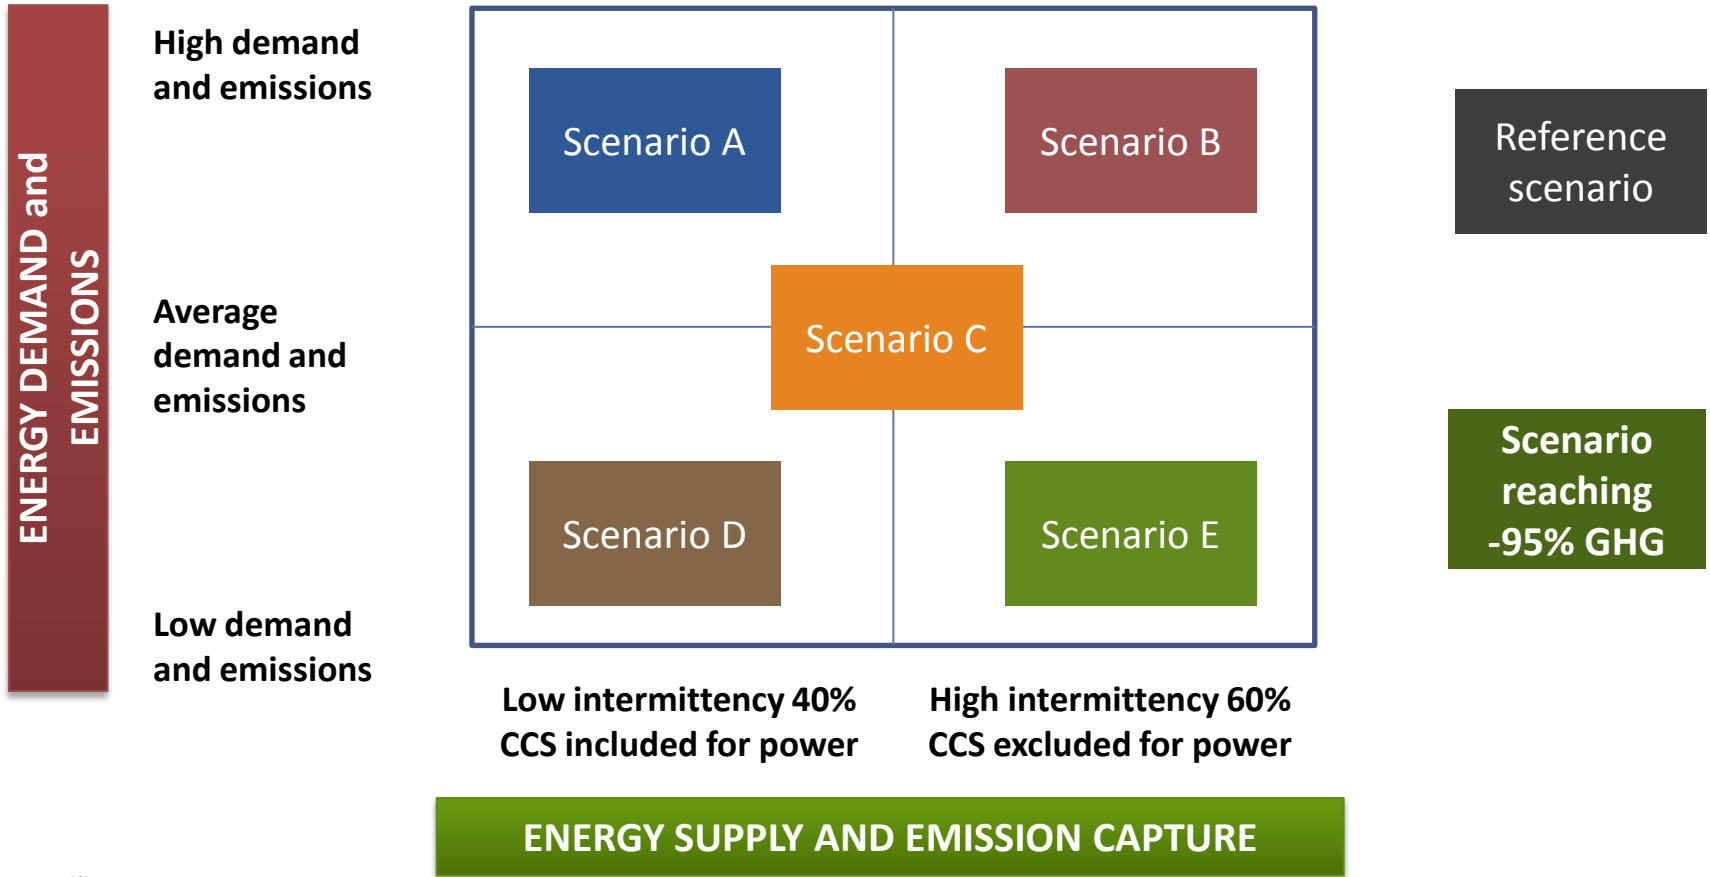 ENERGY DEMAND and
EMISSIONS
High demand
and emissions
Average
demand and
emissions
Low demand
and emissions
Scenario A
Scenario B
Scenario C
Scenario D
Scenario E
Reference
scenario
Scenario
reaching
-95% GHG
Low intermittency 40%
CCS included for power
High intermittency 60%
CCS excluded for power
ENERGY SUPPLY AND EMISSION CAPTURE